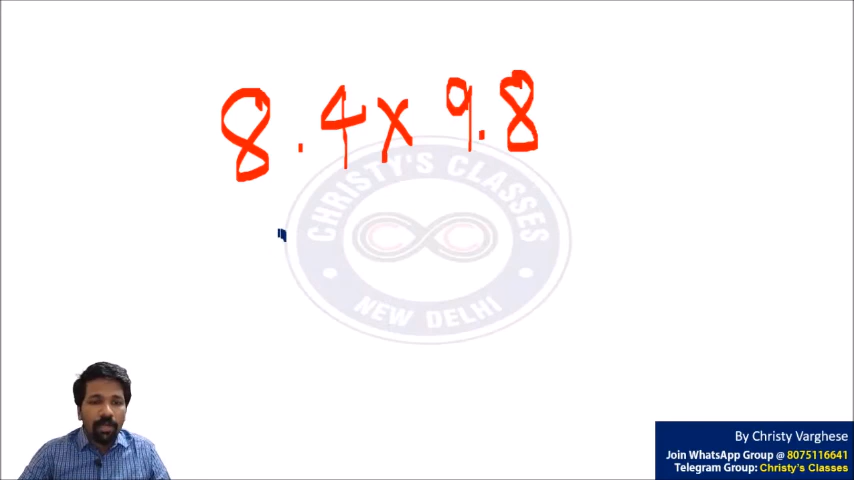 8.4x9.8
CHRISTY'S CLASSES
NEW DELHI
By Christy Varghese
Join WhatsApp Group @ 8075116641
Telegram Group: Christy's Classes